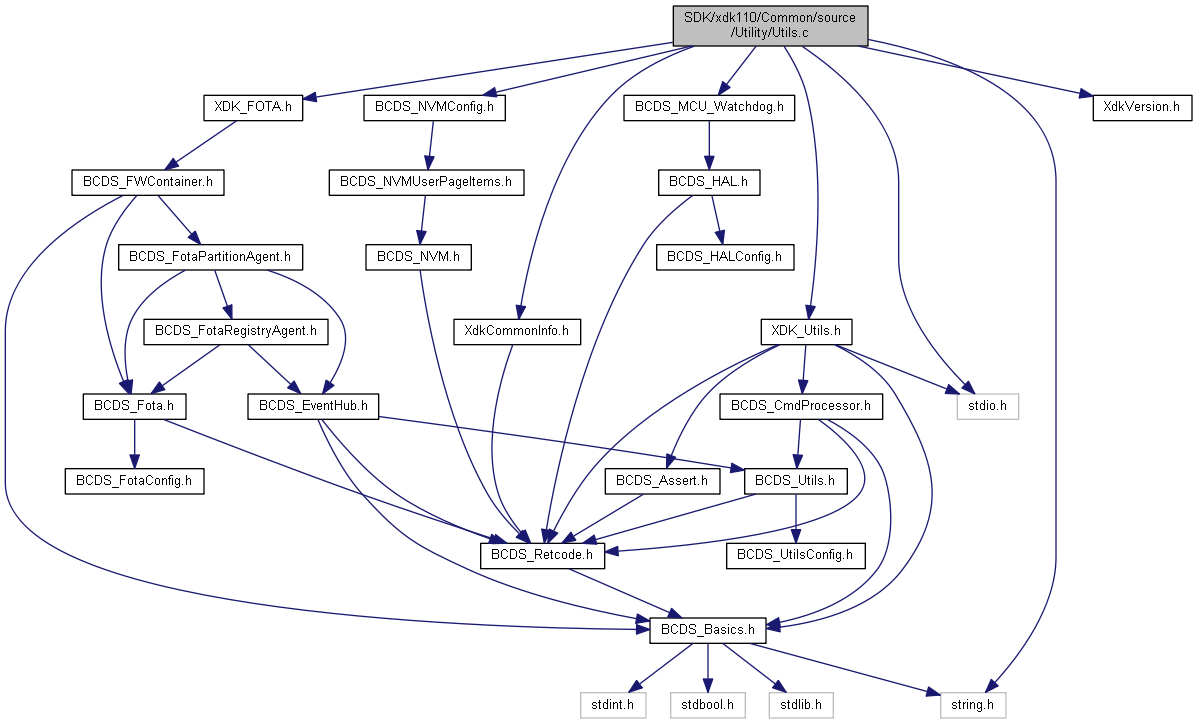 SDK/xdk110/Common/source
/Utility/Utils.c
XDK_FOTA.h
BCDS_NVMConfig.h
BCDS_MCU_Watchdog.h
XdkVersion.h
BCDS_FWContainer.h
BCDS_NVMUserPageItems.h
BCDS_HAL.h
BCDS_FotaPartitionAgent.h
BCDS_NVM.h
BCDS_HALConfig.h
BCDS_FotaRegistryAgent.h
XdkCommonInfo.h
XDK_Utils.h
BCDS_Fota.h
BCDS_EventHub.h
BCDS_CmdProcessor.h
stdio.h
BCDS_FotaConfig.h
BCDS_Assert.h
BCDS_Utils.h
BCDS_Retcode.h
BCDS_UtilsConfig.h
BCDS_Basics.h
stdint.h
stdbool.h
stdlib.h
string.h